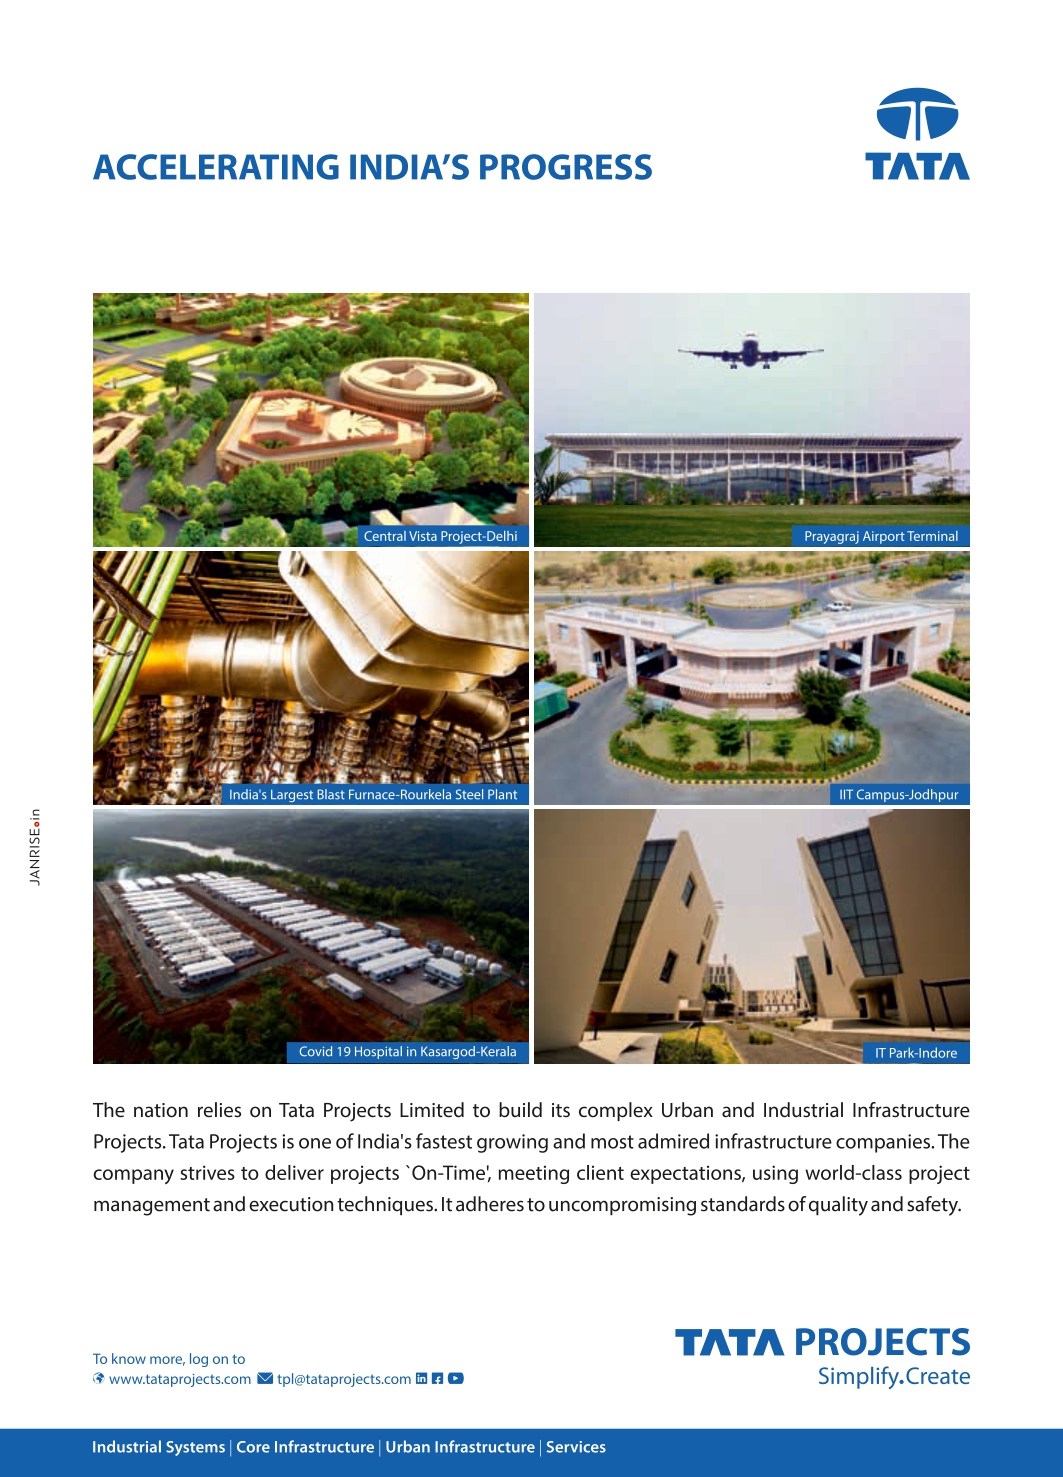 ACCELERATING INDIA’S PROGRESS
TATA
Central Vista Project-Delhi
Prayagraj Airport Terminal
India's Largest Blast Furnace-Rourkela Steel Plant
IIT Campus-Jodhpur
Covid 19 Hospital in Kasargod-Kerala
IT Park-Indore
JANRISE.in
The nation relies on Tata Projects Limited to build its complex Urban and Industrial Infrastructure
Projects. Tata Projects is one of India's fastest growing and most admired infrastructure companies. The
company strives to deliver projects `On-Time', meeting client expectations, using world-class project
management and execution techniques. It adheres to uncompromising standards of quality and safety.
TATA PROJECTS
Simplify.Create
To know more, log on to
www.tataprojects.com tpl@tataprojects.com
Industrial Systems | Core Infrastructure | Urban Infrastructure | Services